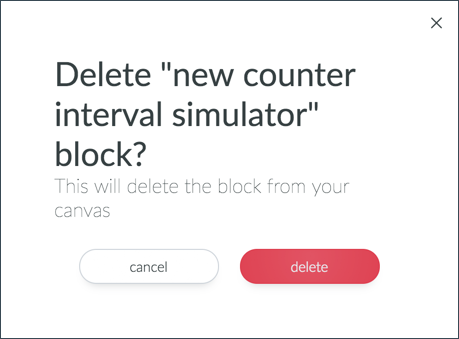 Delete "new counter
interval simulator"
block?
This will delete the block from your
canvas
cancel
delete